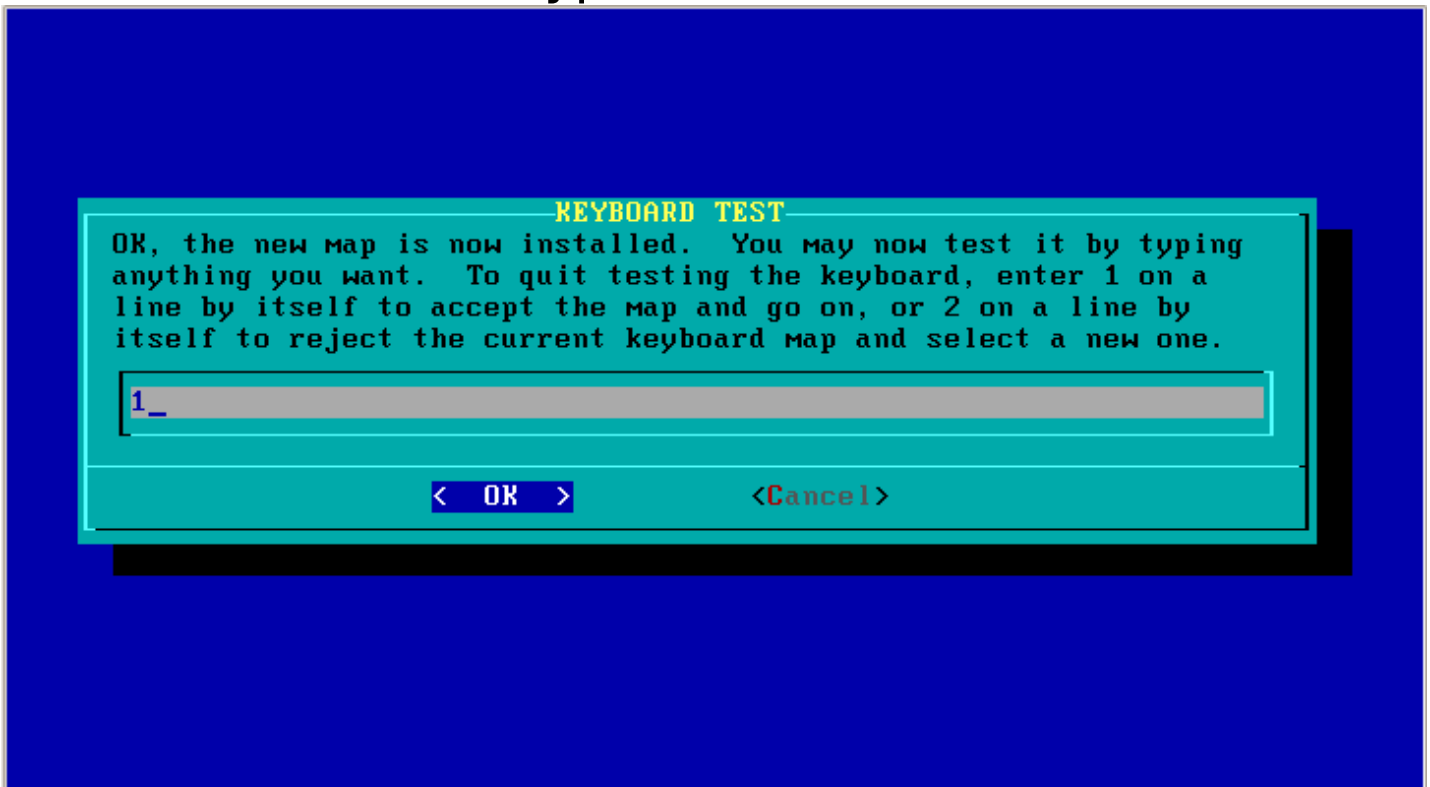 KEYBOARD TEST
OK, the new map is now installed.  You may now test it by typing
anything you want.  To quit testing the keyboard, enter 1 on a
line by itself to accept the map and go on, or 2 on a line by
itself to reject the current keyboard map and select a new one.
1_
<  OK  >          <Cancel>